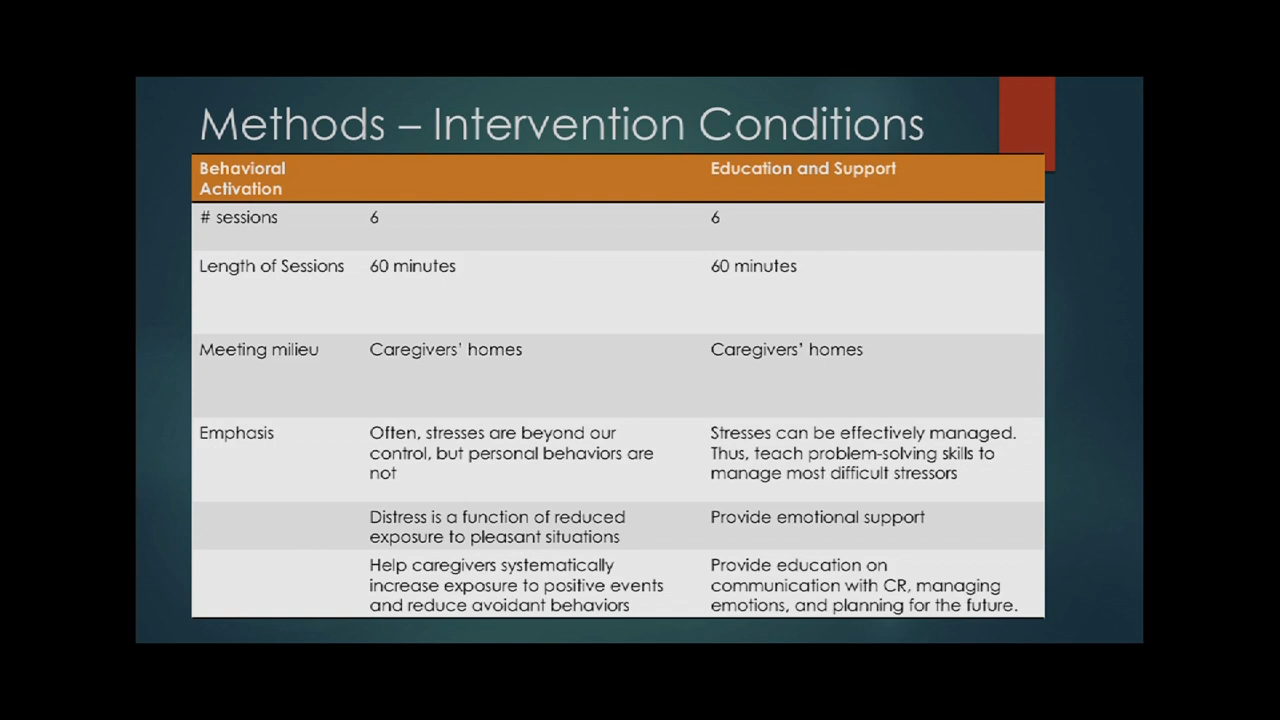 Methods – Intervention Conditions
Behavioral
Activation
Education and Support
# sessions
6
6
Length of Sessions
60 minutes
60 minutes
Meeting milieu
Caregivers’ homes
Caregivers’ homes
Emphasis
Often, stresses are beyond our
control, but personal behaviors are
not
Stresses can be effectively managed.
Thus, teach problem-solving skills to
manage most difficult stressors
Distress is a function of reduced
exposure to pleasant situations
Provide emotional support
Help caregivers systematically
increase exposure to positive events
and reduce avoidant behaviors
Provide education on
communication with CR, managing
emotions, and planning for the future.